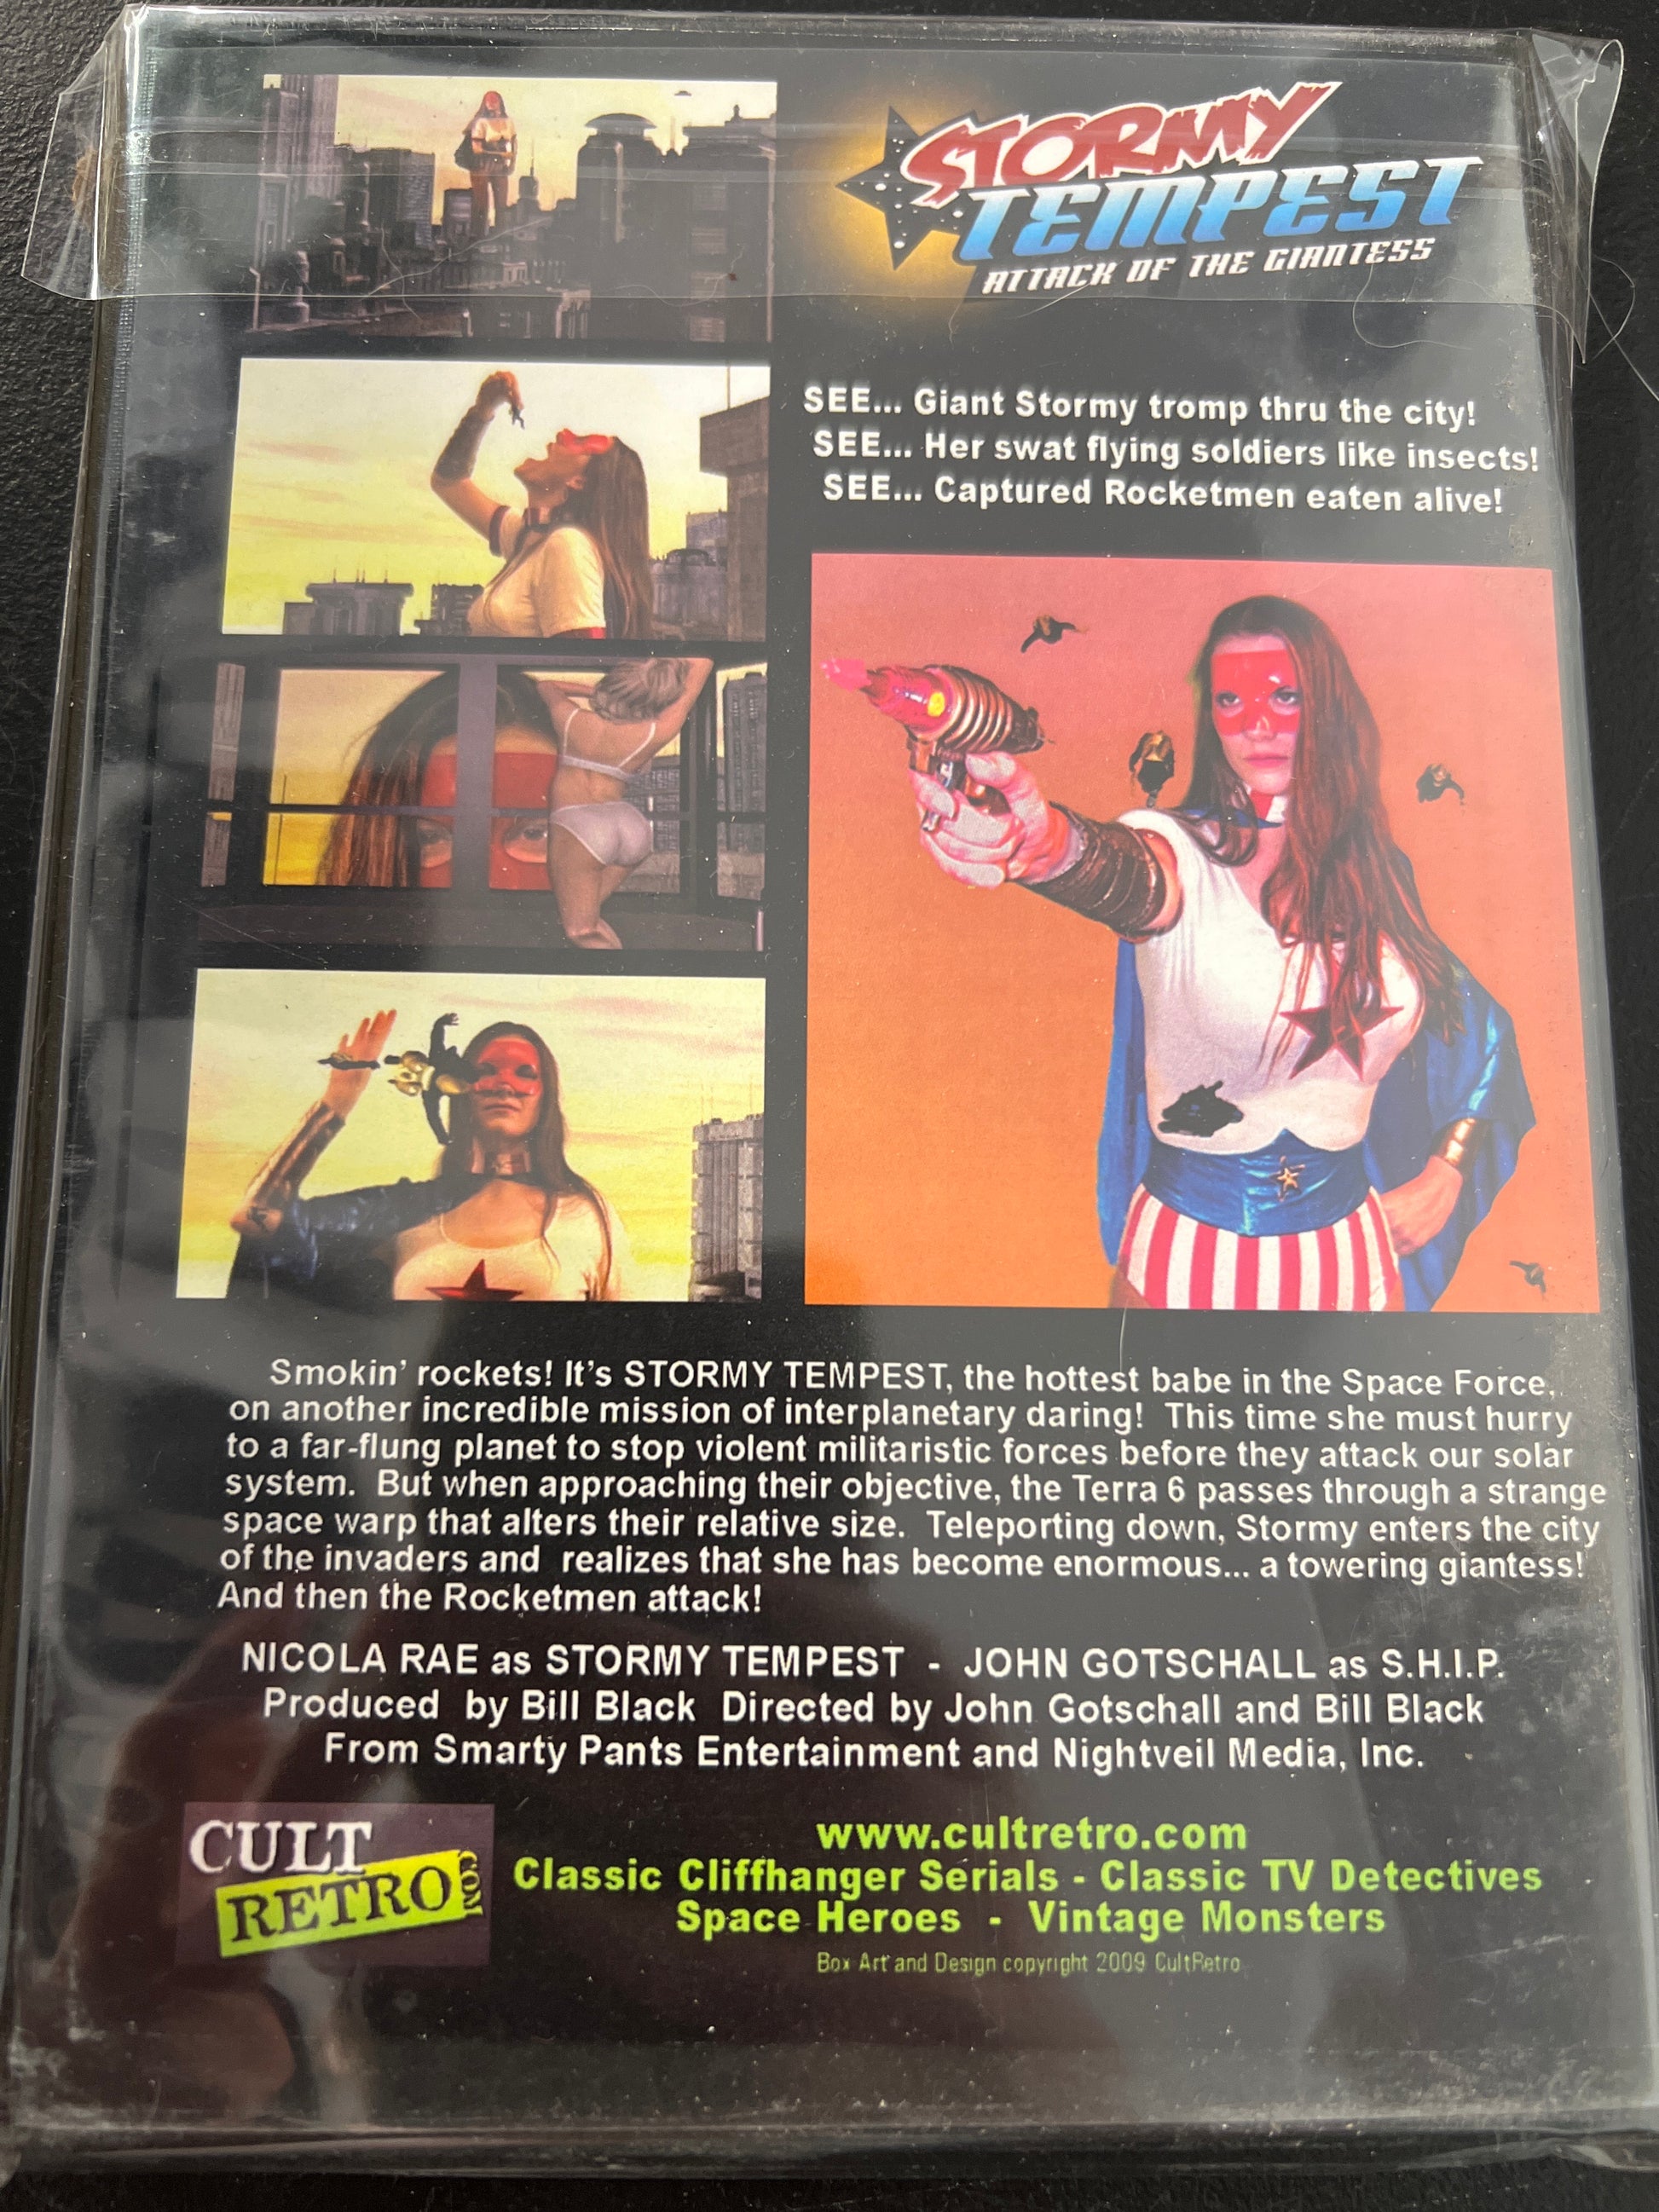 STORMY
TEMPEST
ATTACK OF THE GIANTESS
SEE... Giant Stormy tromp thru the city!
SEE... Her swat flying soldiers like insects!
SEE... Captured Rocketmen eaten alive!
Smokin' rockets! It's STORMY TEMPEST, the hottest babe in the Space Force,
on another incredible mission of interplanetary daring! This time she must hurry
to a far-flung planet to stop violent militaristic forces before they attack our solar
system. But when approaching their objective, the Terra 6 passes through a strange
space warp that alters their relative size. Teleporting down, Stormy enters the city
of the invaders and realizes that she has become enormous... a towering giantess!
And then the Rocketmen attack!
NICOLA RAE as STORMY TEMPEST - JOHN GOTSCHALL as S.H.I.P.
Produced by Bill Black Directed by John Gotschall and Bill Black
From Smarty Pants Entertainment and Nightveil Media, Inc.
CULT
RETRO.COM
www.cultretro.com
Classic Cliffhanger Serials - Classic TV Detectives
Space Heroes - Vintage Monsters
Box Art and Design copyright 2009 CultRetro